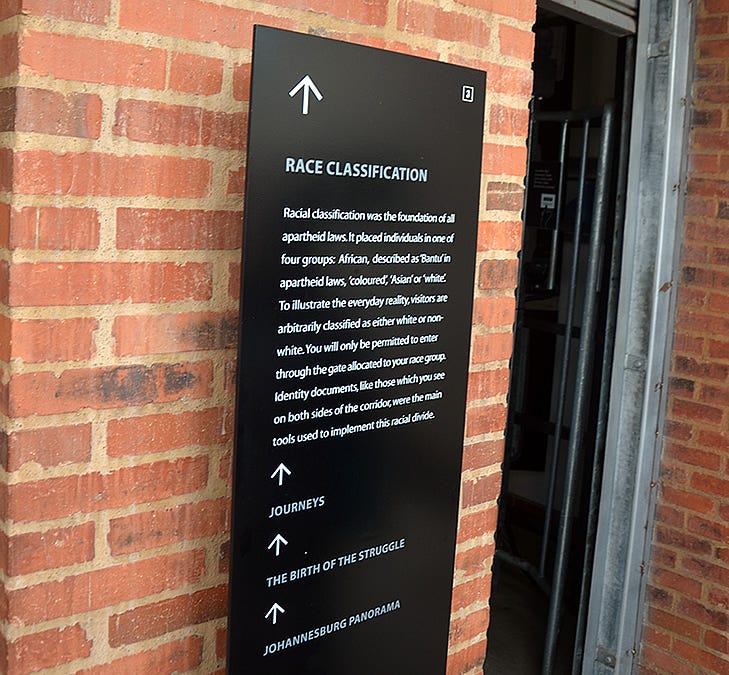 3
RACE CLASSIFICATION
Racial classification was the foundation of all
apartheid laws. It placed individuals in one of
four groups: African, described as 'Bantu' in
apartheid laws, 'coloured', 'Asian' or 'white'.
To illustrate the everyday reality, visitors are
arbitrarily classified as either white or non-
white. You will only be permitted to enter
through the gate allocated to your race group.
Identity documents, like those which you see
on both sides of the corridor, were the main
tools used to implement this racial divide.
JOURNEYS
THE BIRTH OF THE STRUGGLE
JOHANNESBURG PANORAMA